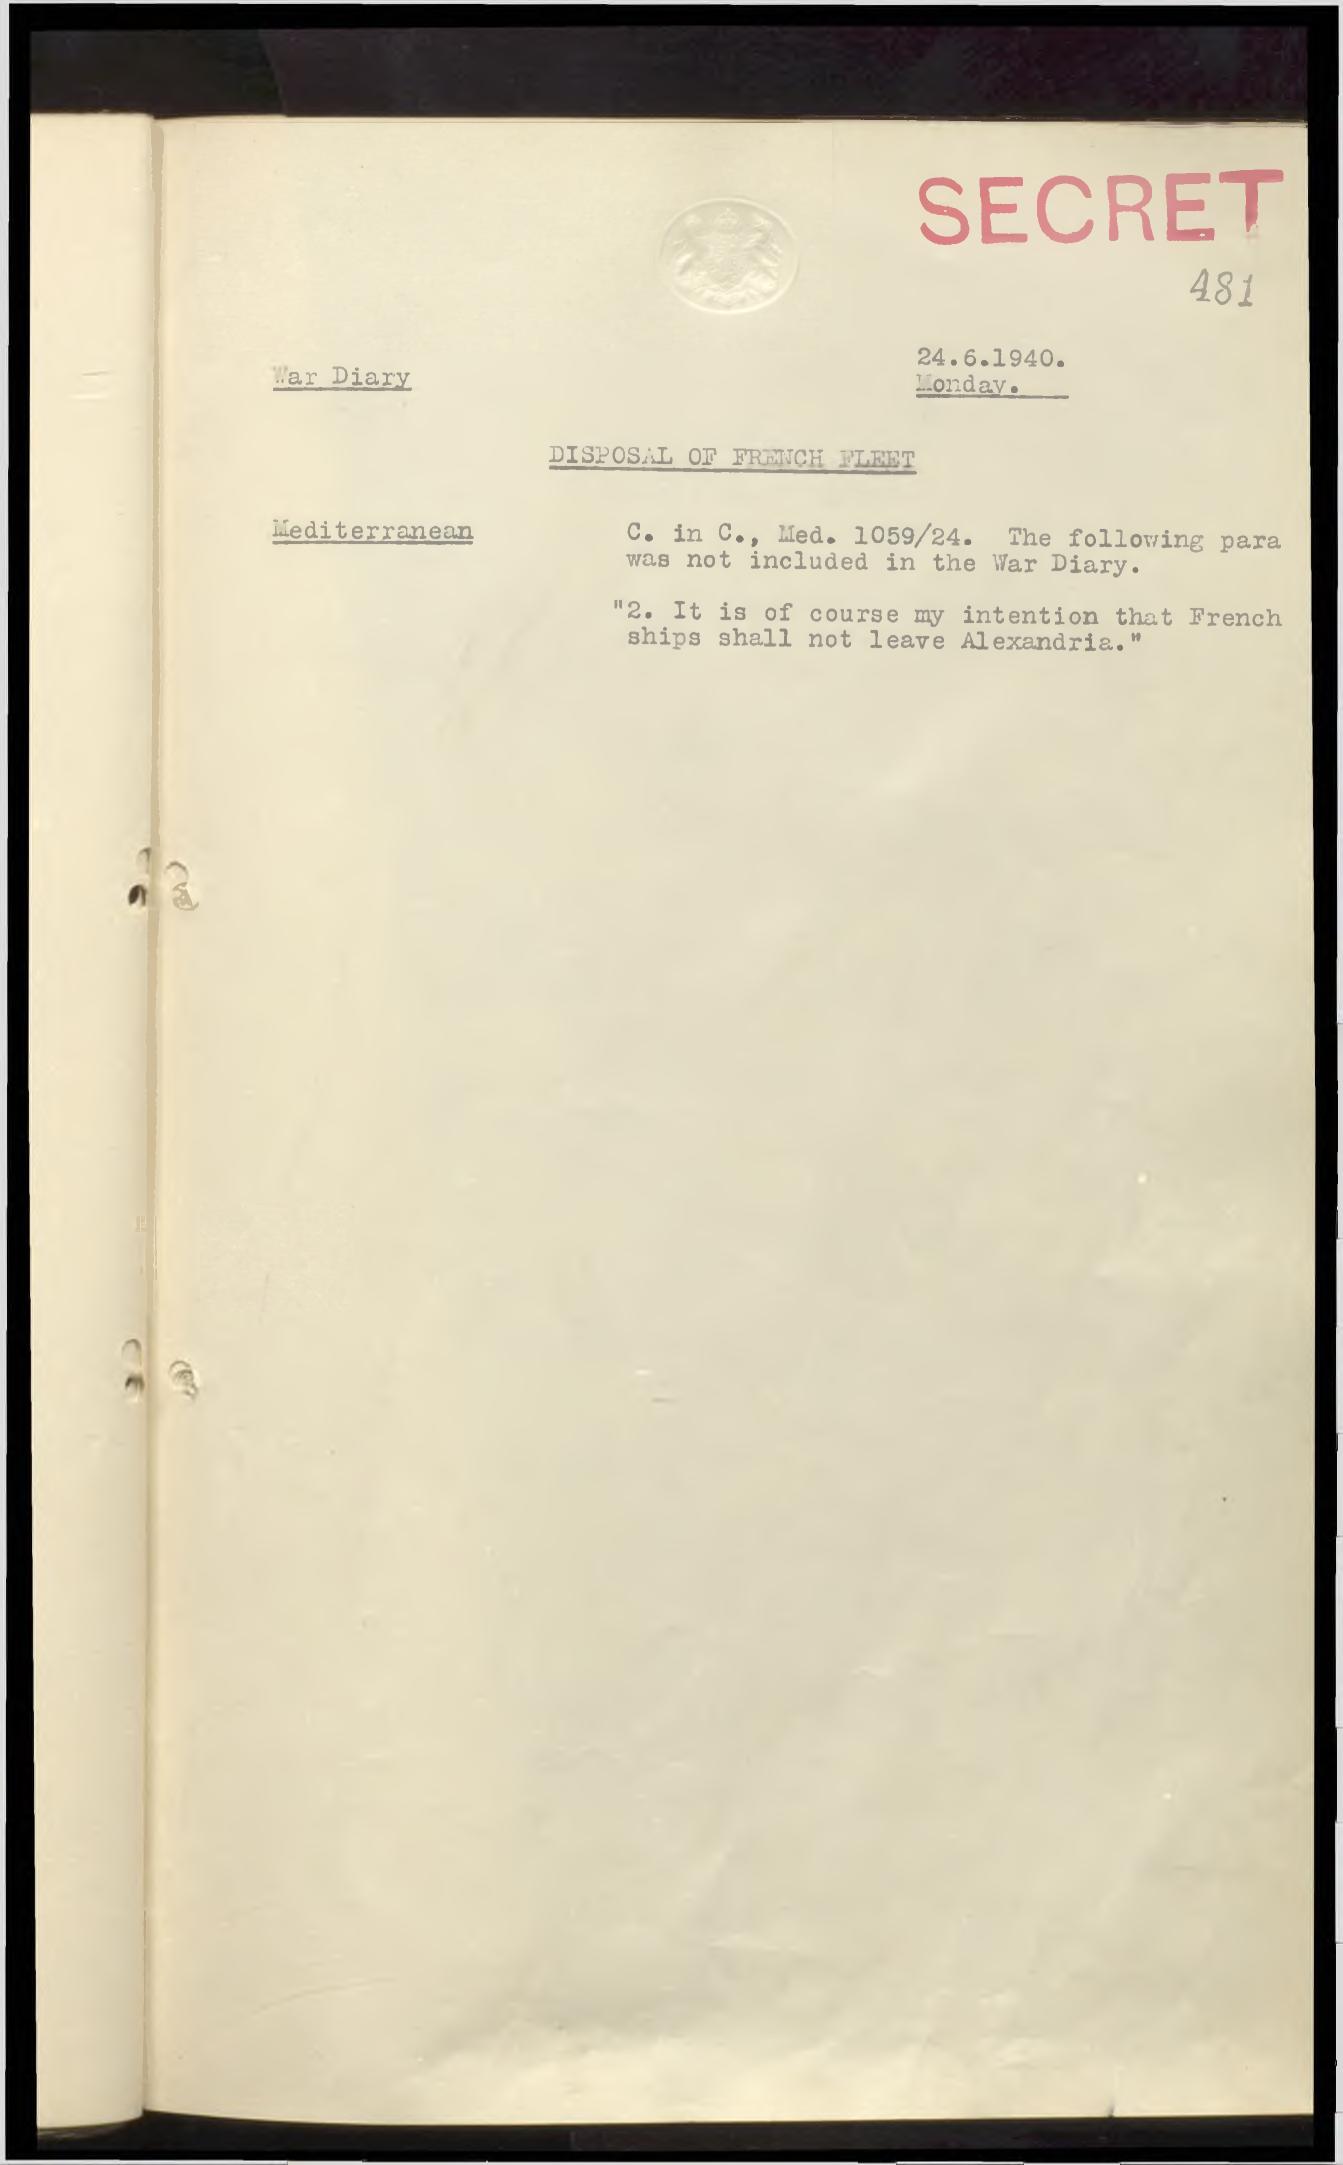 SECRET
481
War Diary
24.6.1940.
Monday.
DISPOSAL OF FRENCH FLEET
Mediterranean
C. in C., Med. 1059/24. The following para
was not included in the War Diary.
"2. It is of course my intention that French
ships shall not leave Alexandria."